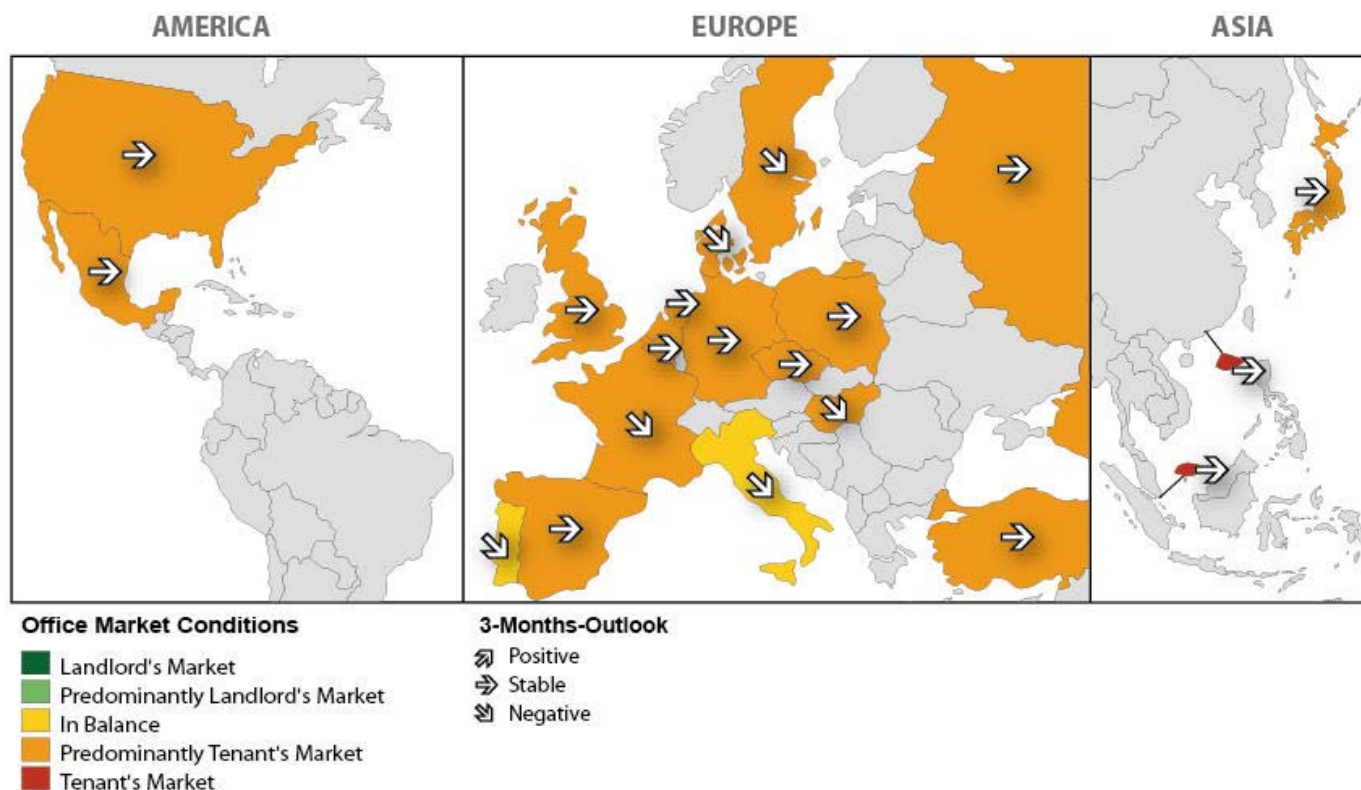 AMERICA
EUROPE
ASIA
Office Market Conditions
Landlord's Market
Predominantly Landlord's Market
In Balance
Predominantly Tenant's Market
Tenant's Market
3-Months-Outlook
Positive
Stable
Negative